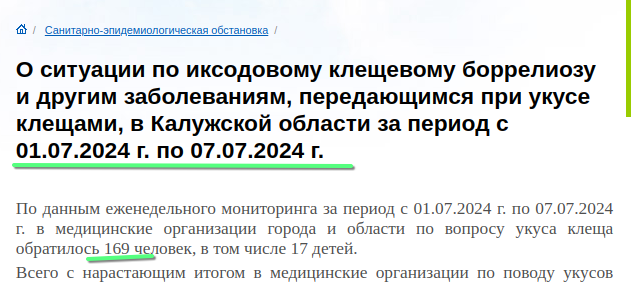 / Санитарно-эпидемиологическая обстановка /
О ситуации по иксодовому клещевому боррелиозу
и другим заболеваниям, передающимся при укусе
клещами, в Калужской области за период с
01.07.2024 г. по 07.07.2024 г.
По данным еженедельного мониторинга за период с 01.07.2024 г. по 07.07.2024
г. в медицинские организации города и области по вопросу укуса клеща
обратилось 169 человек, в том числе 17 детей.
Всего с нарастающим итогом в медицинские организации по поводу укусов